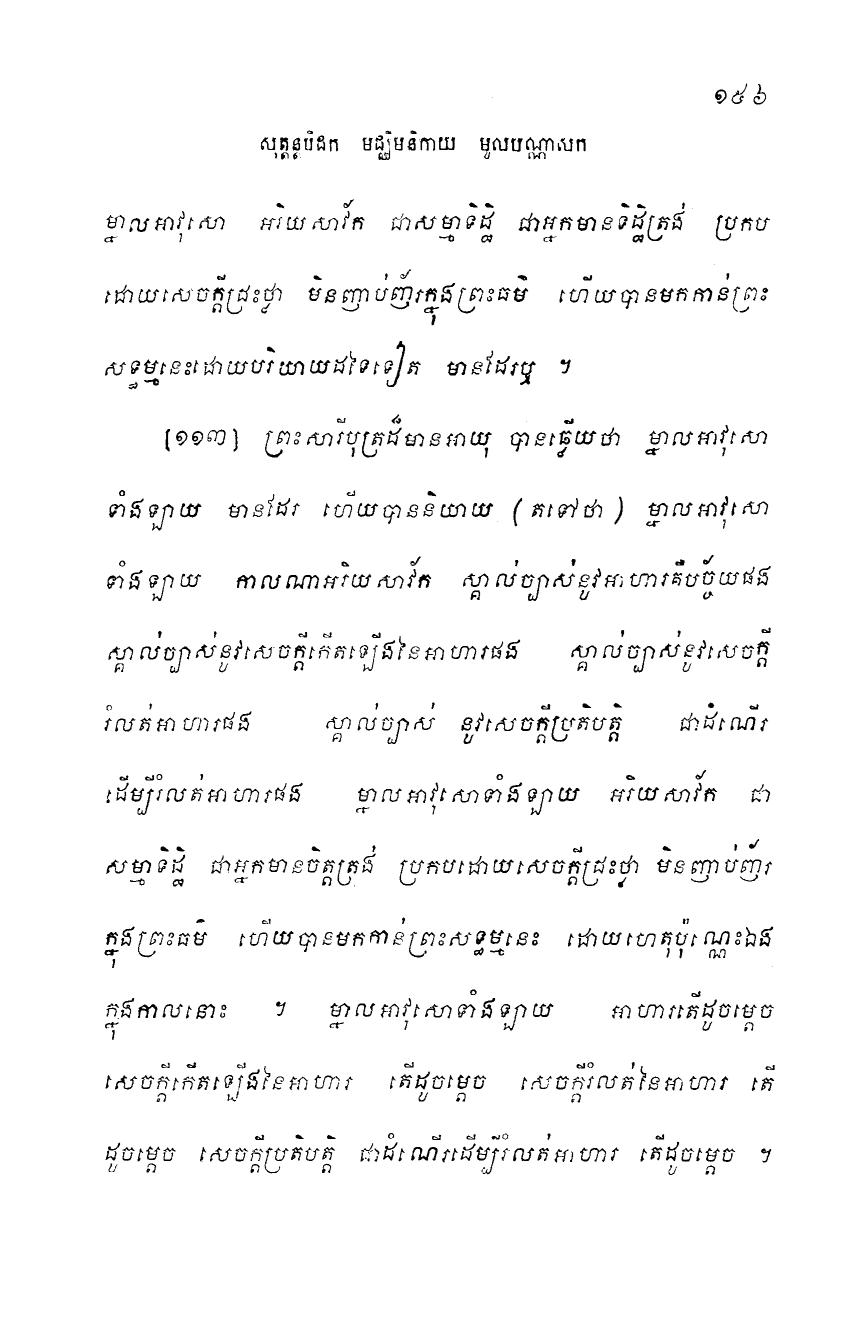 ១៥៦
សុត្តន្តបិដក មជ្ឈិមនិកាយ មូលបណ្ណាសក
ម្នាលអាវុសោ អរិយសាវ័ក ជាសម្មាទិដ្ឋិ ជាអ្នកមានទិដ្ឋិត្រង់ ប្រកប
ដោយសេចក្តីជ្រះថ្លា មិនញាប់ញ័រក្នុងព្រះធម៌ ហើយបានមកកាន់ព្រះ
សទ្ធម្មនេះដោយបរិយាយដទៃទៀត មានដែរឬ ។
[១១៣] ព្រះសារីបុត្រដ៏មានអាយុ បានធ្វើយថា ម្នាលអាវុសោ
ទាំងឡាយ មានដែរ ហើយបាននិយាយ (តទៅថា) ម្នាលអាវុសោ
ទាំងឡាយ កាលណាអរិយសាវ័ក ស្គាល់ច្បាស់នូវអាហារគឺបច្ច័យផង
ស្គាល់ច្បាស់នូវសេចក្តីកើតឡើងនៃអាហារផង ស្គាល់ច្បាស់នូវសេចក្តី
រំលត់អាហារផង ស្គាល់ច្បាស់ នូវសេចក្តីប្រតិបត្តិ ជាដំណើរ
ដើម្បីរំលត់អាហារផង ម្នាលអាវុសោទាំងឡាយ អរិយសាវ័ក ជា
សម្មាទិដ្ឋិ ជាអ្នកមានចិត្តត្រង់ ប្រកបដោយសេចក្តីជ្រះថ្លា មិនញាប់ញ័រ
ក្នុងព្រះធម៌ ហើយបានមកកាន់ព្រះសទ្ធម្មនេះ ដោយហេតុប៉ុណ្ណេះឯង
ក្នុងកាលនោះ ។ ម្នាលអាវុសោទាំងឡាយ អាហារតើដូចម្តេច
សេចក្តីកើតឡើងនៃអាហារ តើដូចម្តេច សេចក្តីរំលត់នៃអាហារ តើ
ដូចម្តេច សេចក្តីប្រតិបត្តិ ជាដំណើរដើម្បីរំលត់អាហារ តើដូចម្តេច ។